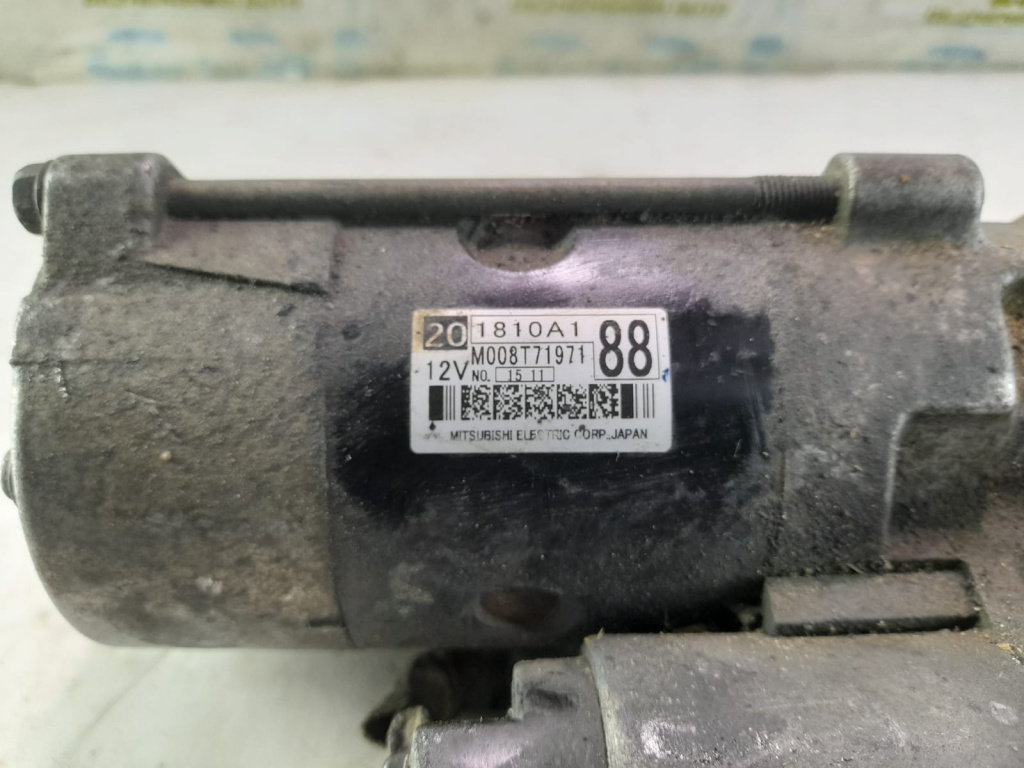 20 1810A1 88
12V M008T71971
NO. 15 11
MITSUBISHI ELECTRIC CORP.,JAPAN